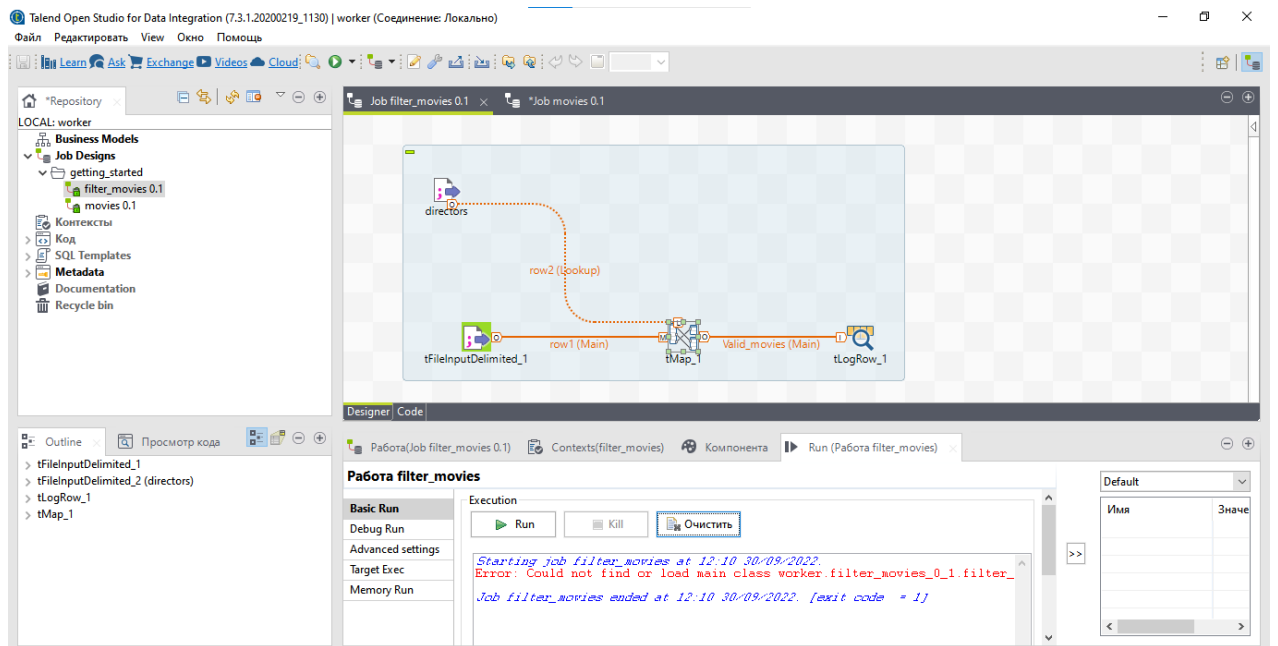 Talend Open Studio for Data Integration (7.3.1.20200219_1130) | worker (Соединение: Локально)
Файл Редактировать View Окно Помощь
Learn Ask Exchange Videos Cloud
*Repository
LOCAL: worker
Business Models
Job Designs
getting_started
filter_movies 0.1
movies 0.1
Контексты
Код
SQL Templates
Metadata
Documentation
Recycle bin
Job filter_movies 0.1 *Job movies 0.1
directors
row2 (Lookup)
row1 (Main)
Valid_movies (Main)
tFileInputDelimited_1
tMap_1
tLogRow_1
Designer Code
Outline Просмотр кода
tFileInputDelimited_1
tFileInputDelimited_2 (directors)
tLogRow_1
tMap_1
Работа(Job filter_movies 0.1) Contexts(filter_movies) Компонента Run (Работа filter_movies)
Работа filter_movies
Basic Run
Debug Run
Advanced settings
Target Exec
Memory Run
Execution
Run Kill Очистить
Starting job filter_movies at 12:10 30/09/2022.
Error: Could not find or load main class worker.filter_movies_0_1.filter_
Job filter_movies ended at 12:10 30/09/2022. [exit code = 1]
>>
Default
Имя Значе